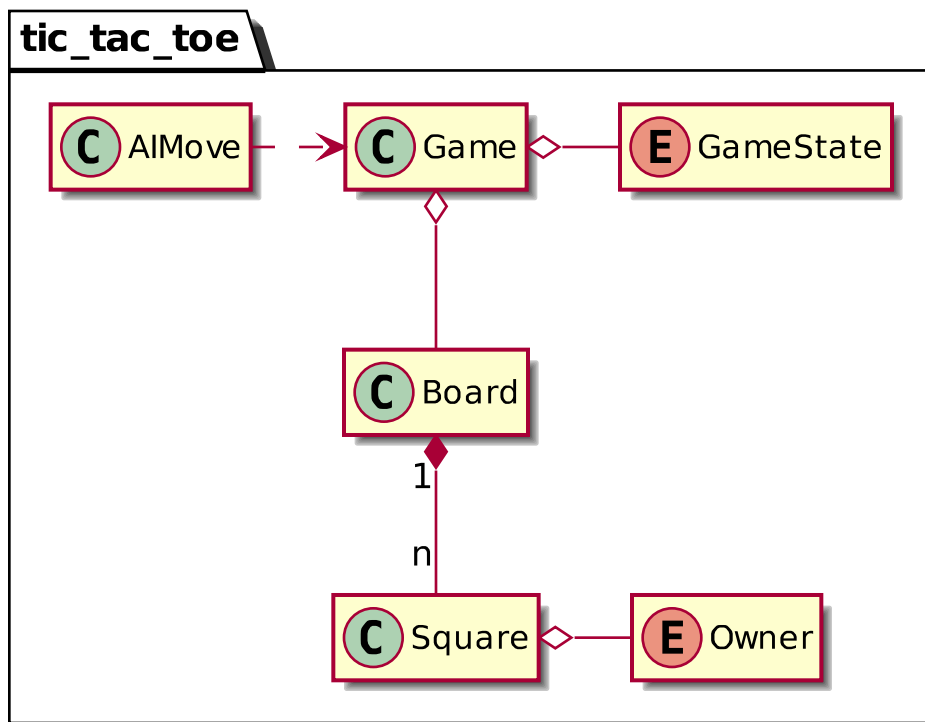 tic_tac_toe
C AIMove
C Game
E GameState
C Board
1
n
C Square
E Owner